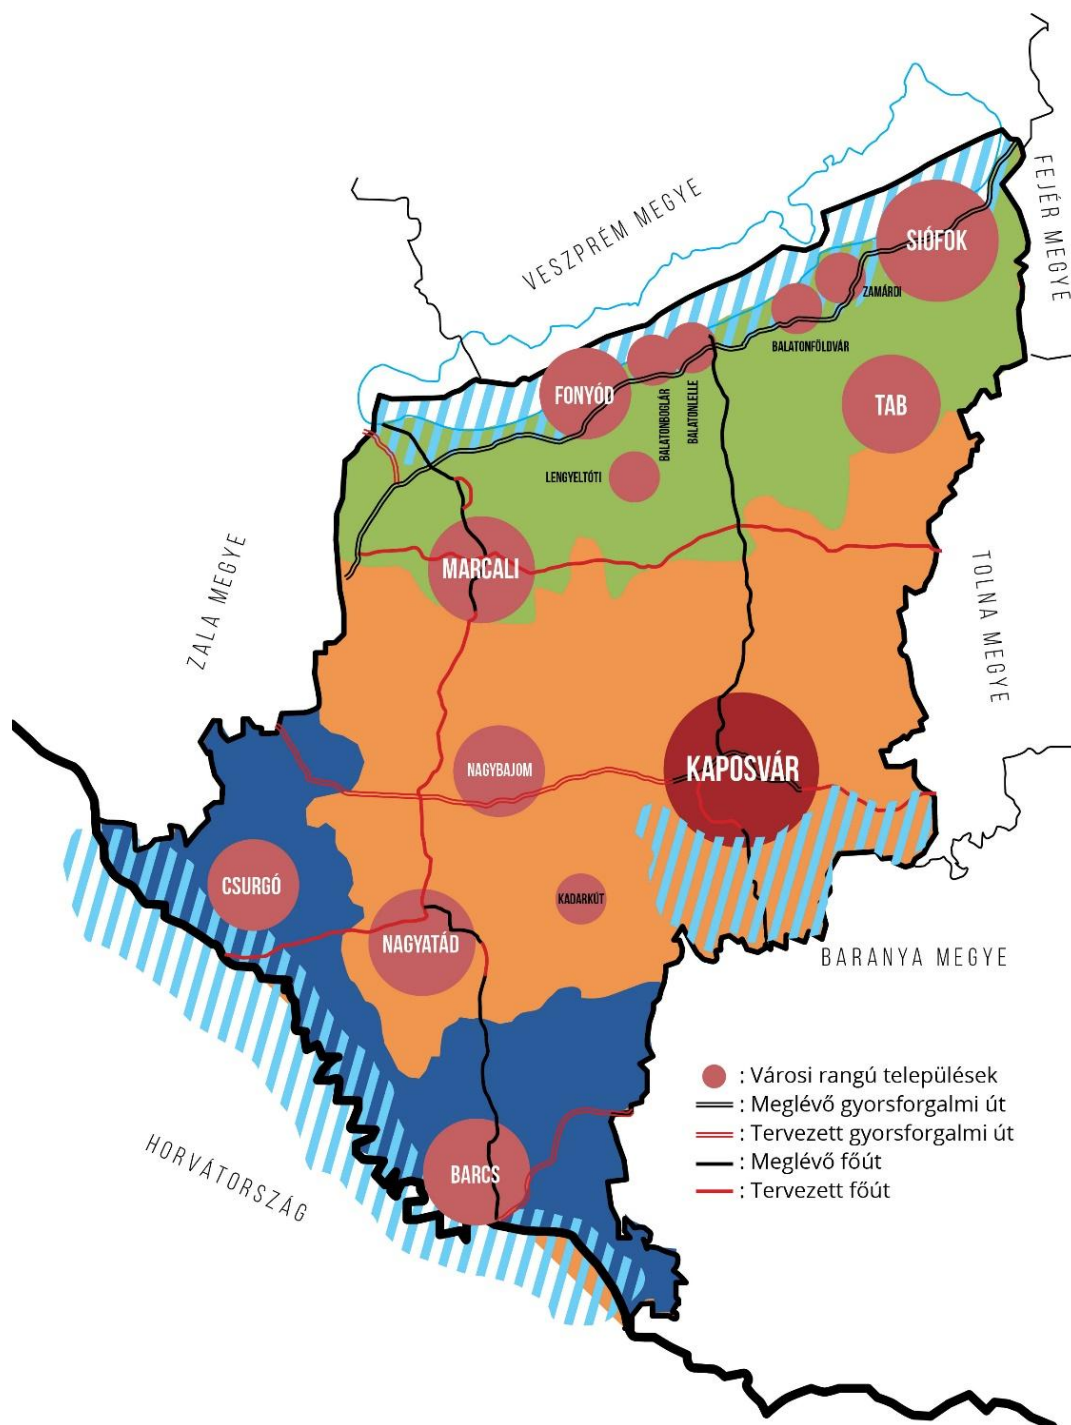 FEJÉR MEGYE
VESZPRÉM MEGYE
SIÓFOK
ZAMÁRDI
BALATONFÖLDVÁR
FONYÓD
BALATONBOGLÁR
BALATONLELLE
TAB
LENGYELTÓTI
MARCALI
ZALA MEGYE
TOLNA MEGYE
NAGYBAJOM
KAPOSVÁR
CSURGÓ
KADARKÚT
NAGYATÁD
BARANYA MEGYE
: Városi rangú települések
: Meglévő gyorsforgalmi út
: Tervezett gyorsforgalmi út
: Meglévő főút
: Tervezett főút
HORVÁTORSZÁG
BARCS